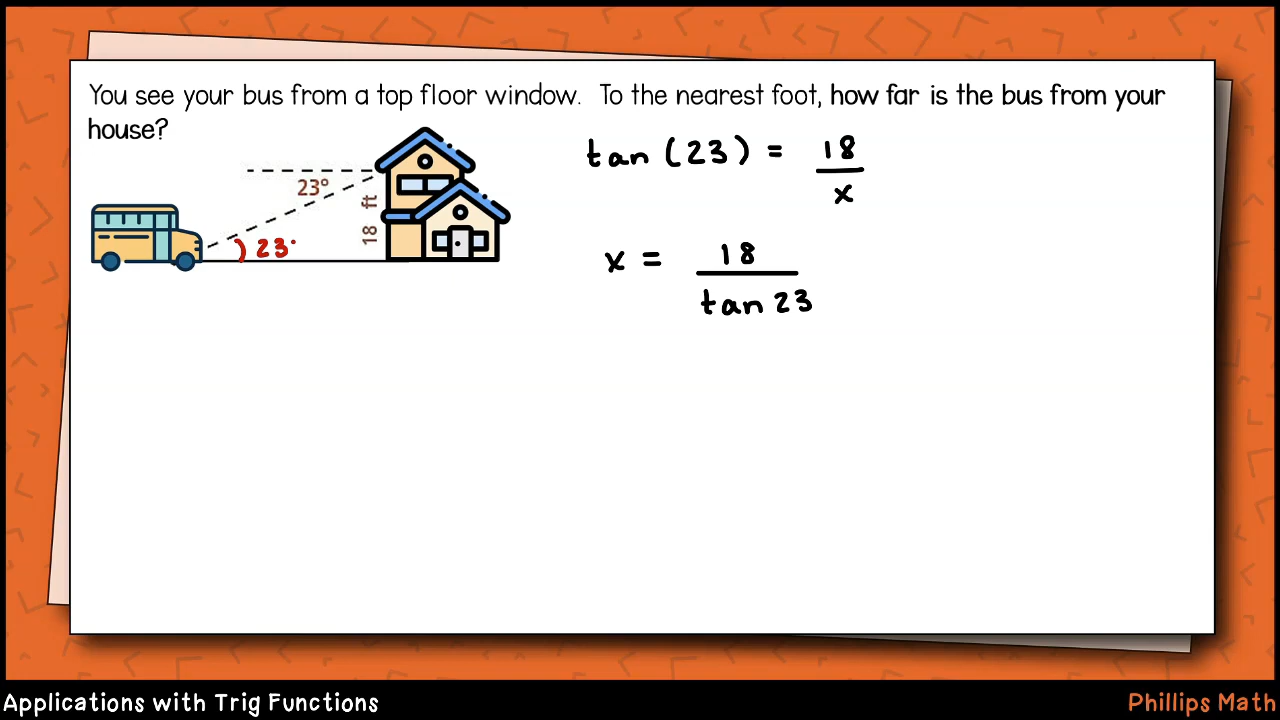 You see your bus from a top floor window. To the nearest foot, how far is the bus from your
house?
tan (23) = 18
x
23°
18 ft
23°
x = 18
tan 23
Applications with Trig Functions
Phillips Math